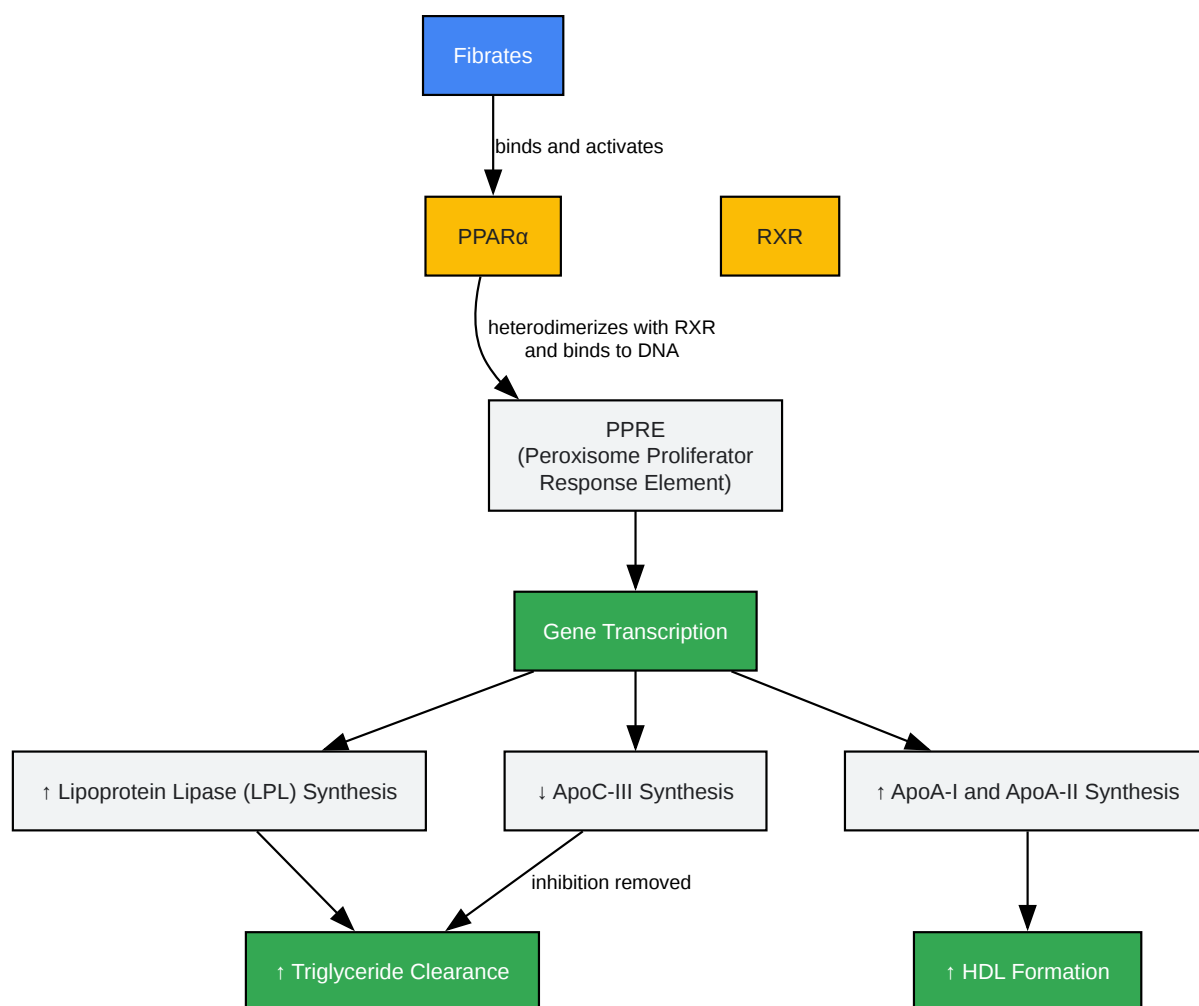 Fibrates
binds and activates
PPARα
RXR
heterodimerizes with RXR
and binds to DNA
PPRE
(Peroxisome Proliferator
Response Element)
Gene Transcription
↑ Lipoprotein Lipase (LPL) Synthesis
↓ ApoC-III Synthesis
↑ ApoA-I and ApoA-II Synthesis
inhibition removed
↑ Triglyceride Clearance
↑ HDL Formation